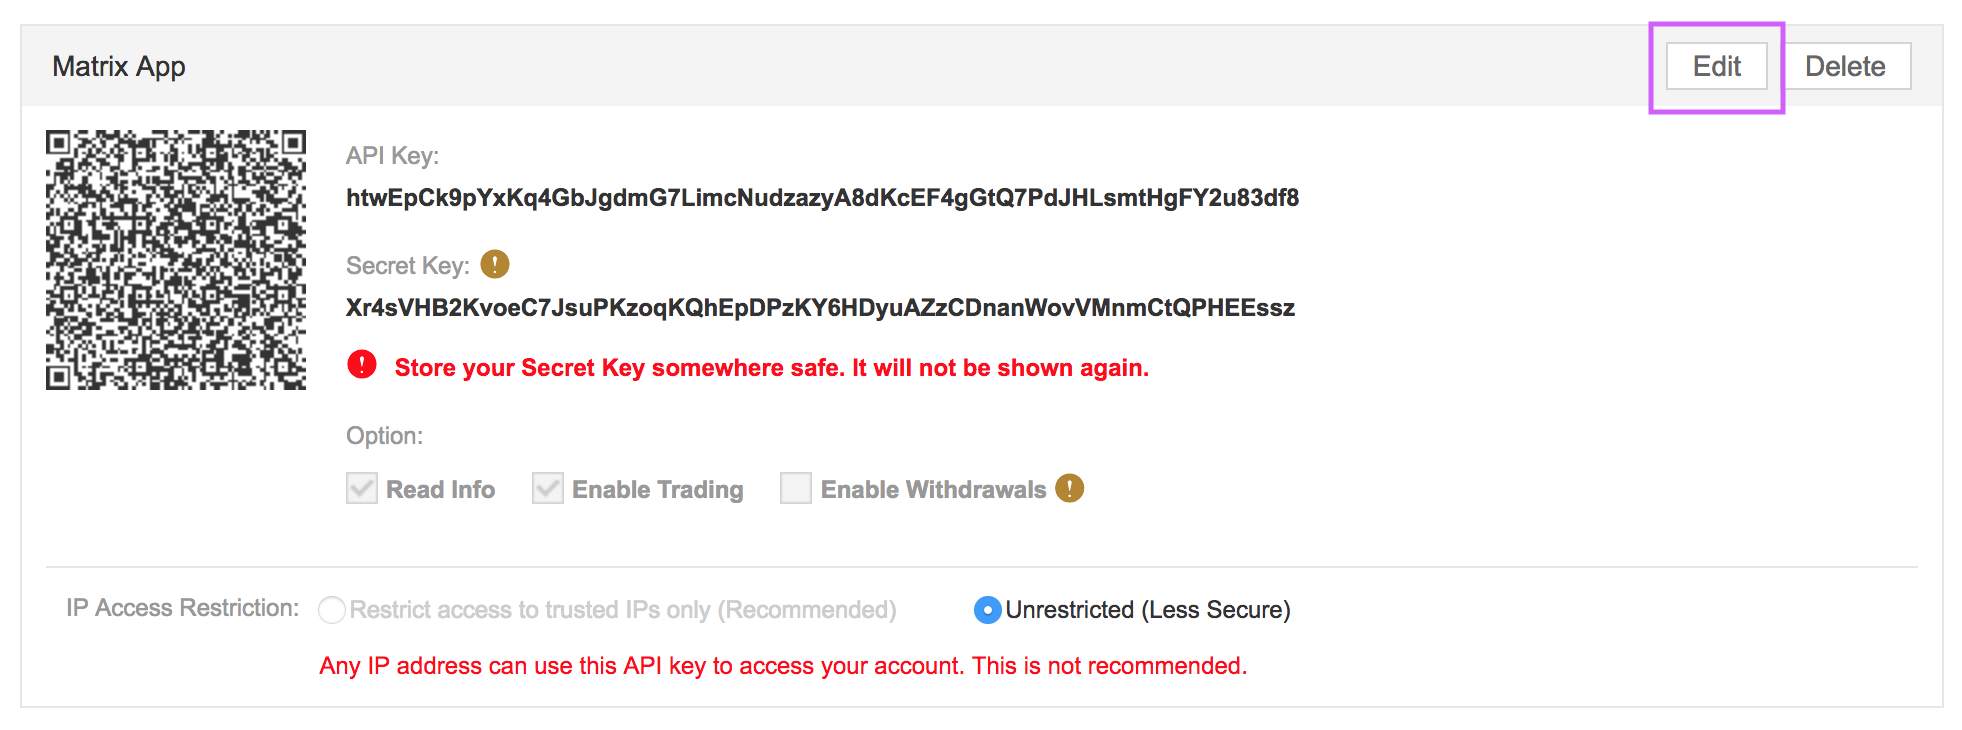 Matrix App
Edit
Delete
API Key:
htwEpCk9pYxKq4GbJgdmG7LimcNudzazyA8dKcEF4gGtQ7PdJHLsmtHgFY2u83df8
Secret Key:
Xr4sVHB2KvoeC7JsuPKzoqKQhEpDPzKY6HDyuAZzCDnanWovVMnmCtQPHEEssz
Store your Secret Key somewhere safe. It will not be shown again.
Option:
Read Info
Enable Trading
Enable Withdrawals
IP Access Restriction:
Restrict access to trusted IPs only (Recommended)
Unrestricted (Less Secure)
Any IP address can use this API key to access your account. This is not recommended.